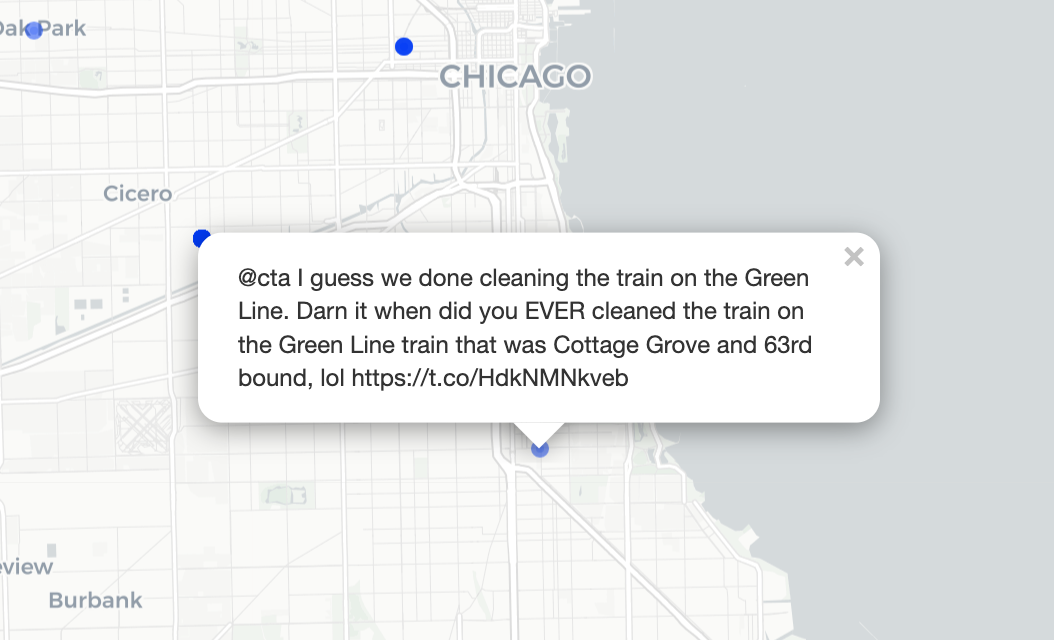 Oak Park
CHICAGO
Cicero
×
@cta I guess we done cleaning the train on the Green
Line. Darn it when did you EVER cleaned the train on
the Green Line train that was Cottage Grove and 63rd
bound, lol https://t.co/HdkNMNkveb
eview
Burbank